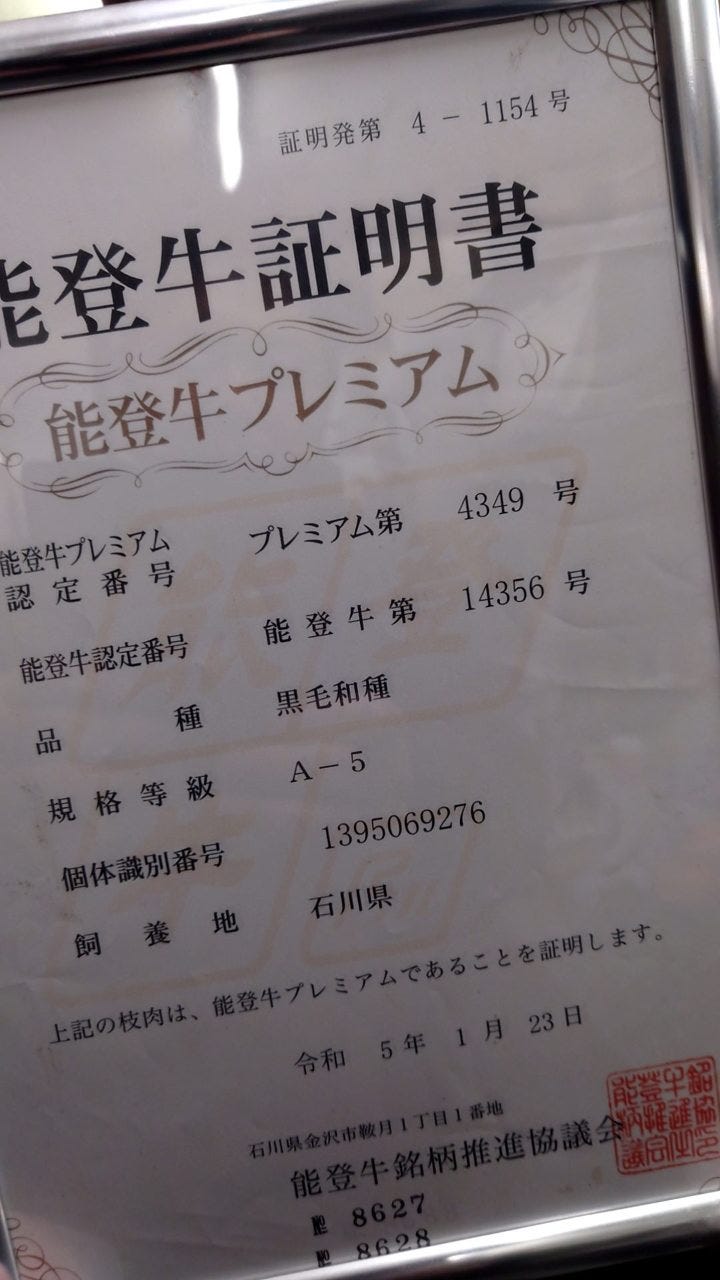 証明発第 4 － 1154 号
能登牛証明書
能登牛プレミアム
能登牛プレミアム
認定番号 プレミアム第 4349 号
能登牛認定番号 能登牛第 14356 号
品種 黒毛和種
規格等級 A－5
個体識別番号 1395069276
飼養地 石川県
上記の枝肉は、能登牛プレミアムであることを証明します。
令和 5 年 1 月 23 日
石川県金沢市鞍月１丁目１番地
能登牛銘柄推進協議会
№ 8627
№ 8628